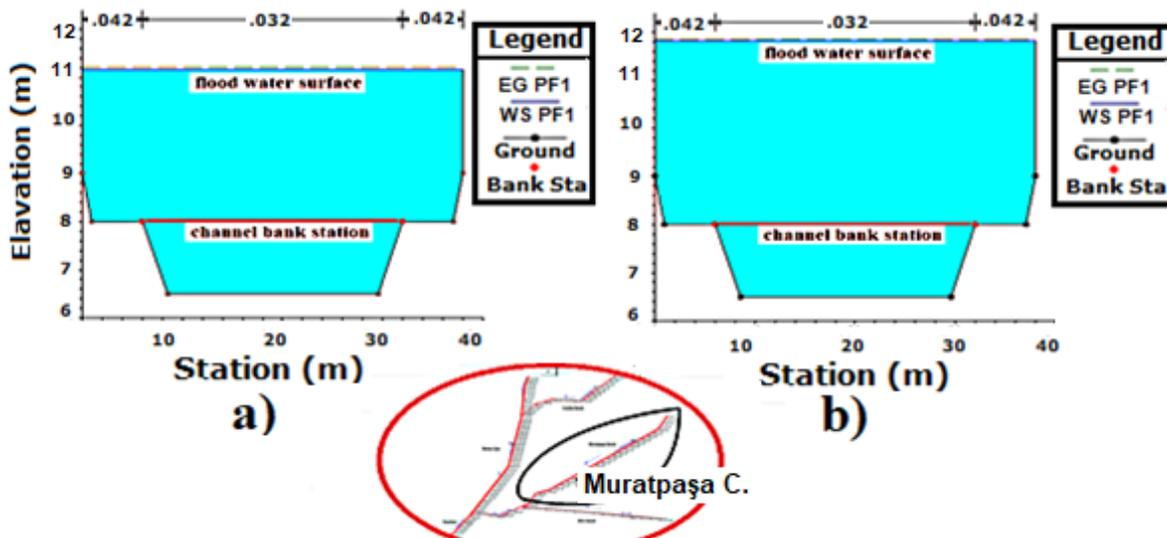 .042 .032 .042
12
11
10
9
8
7
6
Elavation (m)
flood water surface
channel bank station
10 20 30 40
Station (m)
a)
Legend
EG PF1
WS PF1
Ground
Bank Sta
.042 .032 .042
12
11
10
9
8
7
6
flood water surface
channel bank station
10 20 30 40
Station (m)
b)
Legend
EG PF1
WS PF1
Ground
Bank Sta
Muratpaşa C.